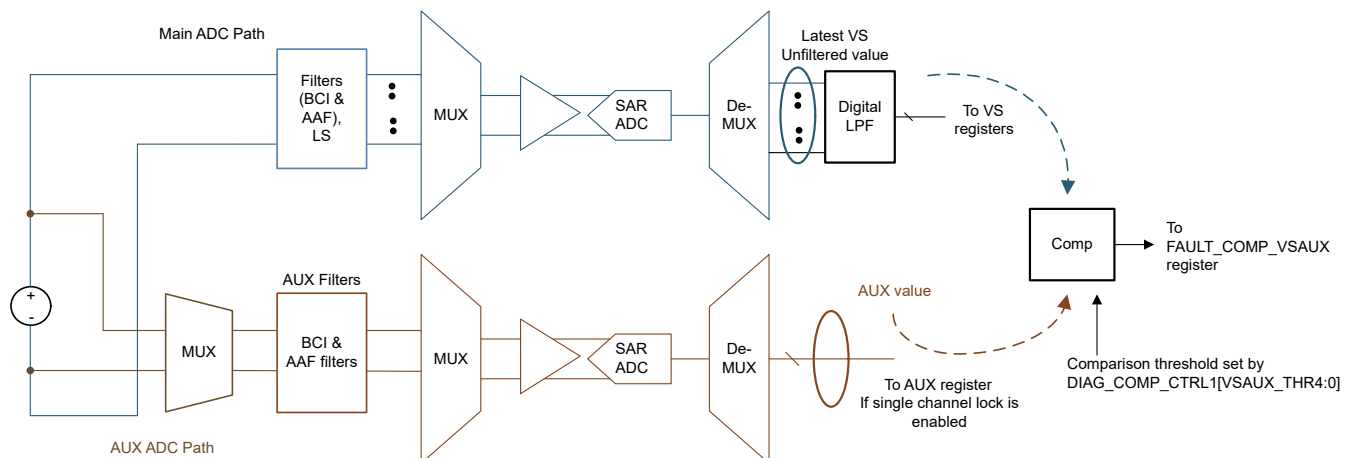 Main ADC Path
Filters
(BCI &
AAF),
LS
MUX
SAR
ADC
De-
MUX
Latest VS
Unfiltered value
Digital
LPF
To VS
registers
Comp
To
FAULT_COMP_VSAUX
register
+
-
MUX
AUX Filters
BCI &
AAF filters
MUX
SAR
ADC
De-
MUX
AUX value
To AUX register
If single channel lock is
enabled
Comparison threshold set by
DIAG_COMP_CTRL1[VSAUX_THR4:0]
AUX ADC Path